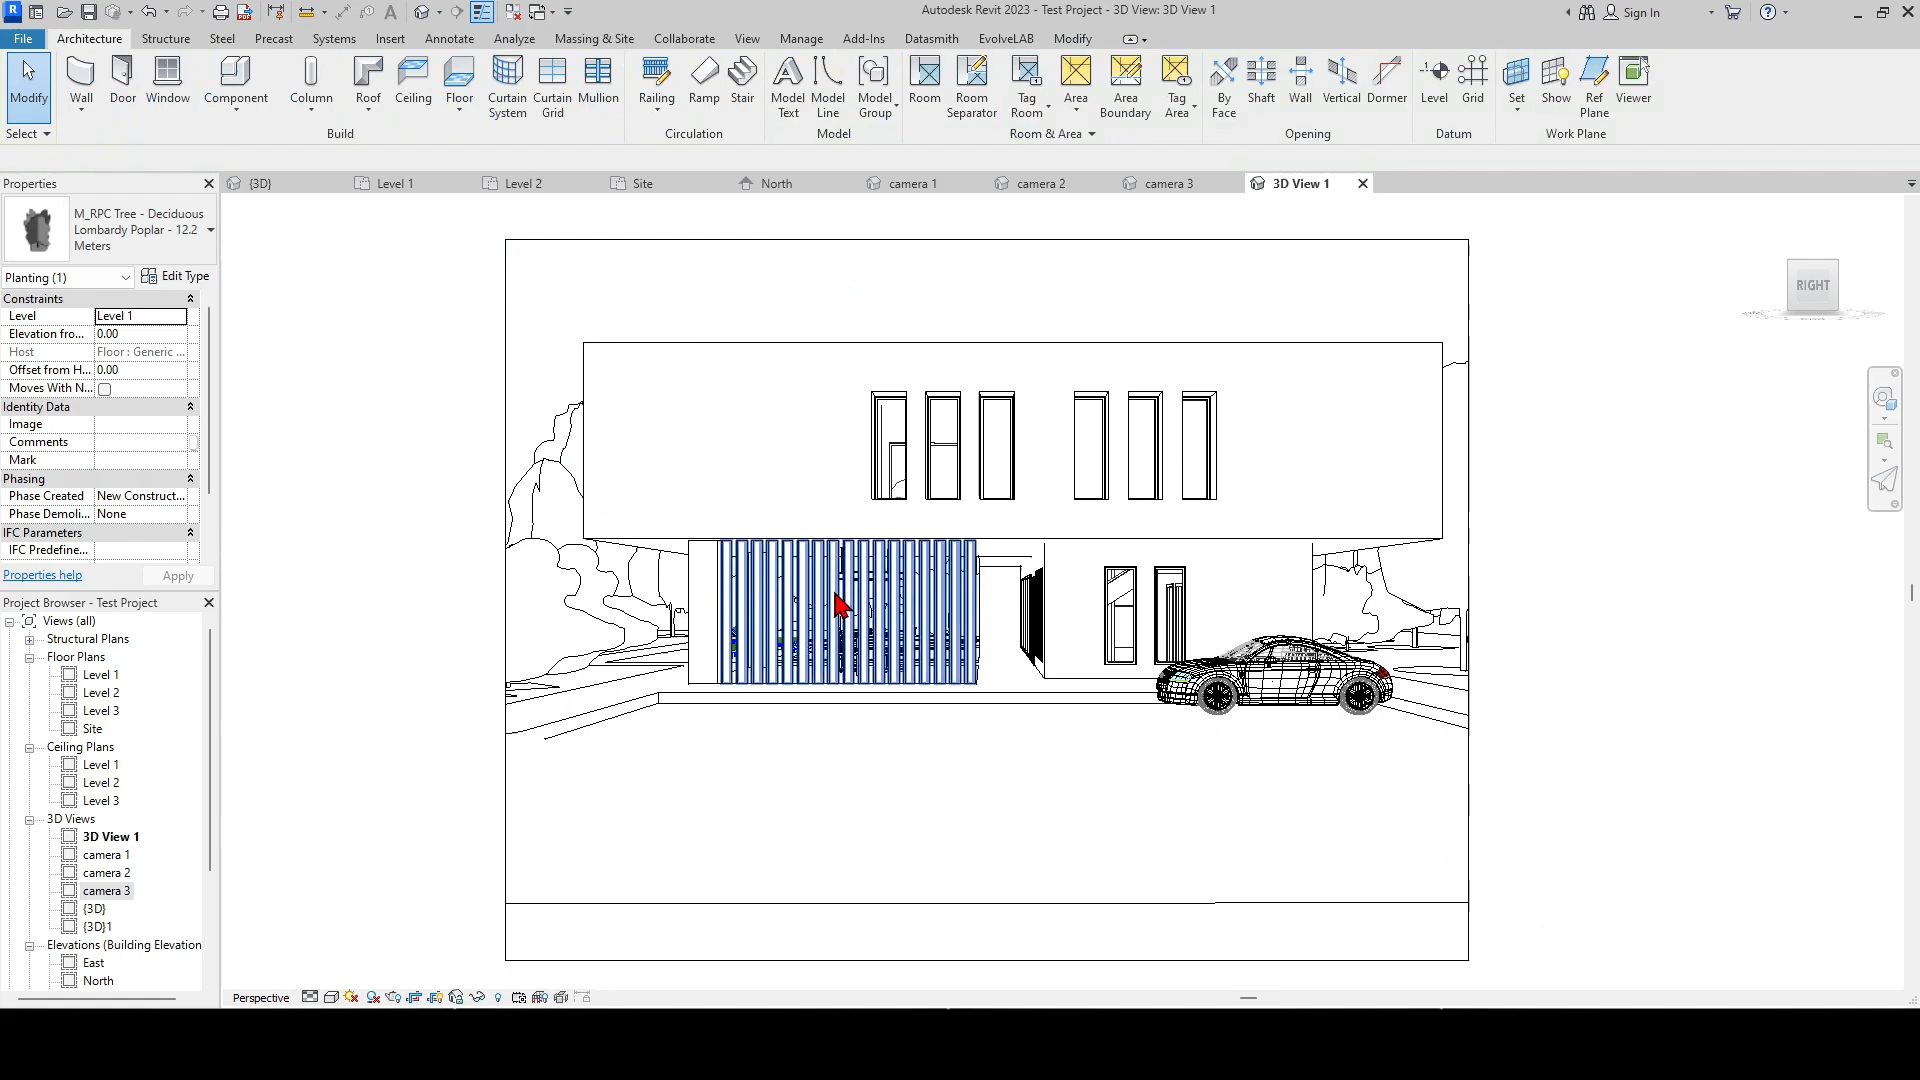 Autodesk Revit 2023 - Test Project - 3D View: 3D View 1
Sign In
File Architecture Structure Steel Precast Systems Insert Annotate Analyze Massing & Site Collaborate View Manage Add-Ins Datasmith EvolveLAB Modify
Modify
Wall
Door
Window
Component
Column
Roof
Ceiling
Floor
Curtain
System
Curtain
Grid
Mullion
Railing
Ramp
Stair
Model
Text
Model
Line
Model
Group
Room
Room
Separator
Tag
Room
Area
Area
Boundary
Tag
Area
By
Face
Shaft
Wall
Vertical
Dormer
Level
Grid
Set
Show
Ref
Plane
Viewer
Select Build Circulation Model Room & Area Opening Datum Work Plane
Properties
{3D} Level 1 Level 2 Site North camera 1 camera 2 camera 3 3D View 1
M_RPC Tree - Deciduous
Lombardy Poplar - 12.2
Meters
Planting (1) Edit Type
Constraints
Level Level 1
Elevation fro... 0.00
Host Floor : Generic ...
Offset from H... 0.00
Moves With N...
Identity Data
Image
Comments
Mark
Phasing
Phase Created New Construct...
Phase Demoli... None
IFC Parameters
IFC Predefine...
Properties help Apply
Project Browser - Test Project
Views (all)
Structural Plans
Floor Plans
Level 1
Level 2
Level 3
Site
Ceiling Plans
Level 1
Level 2
Level 3
3D Views
3D View 1
camera 1
camera 2
camera 3
{3D}
{3D}1
Elevations (Building Elevation
East
North
RIGHT
Perspective